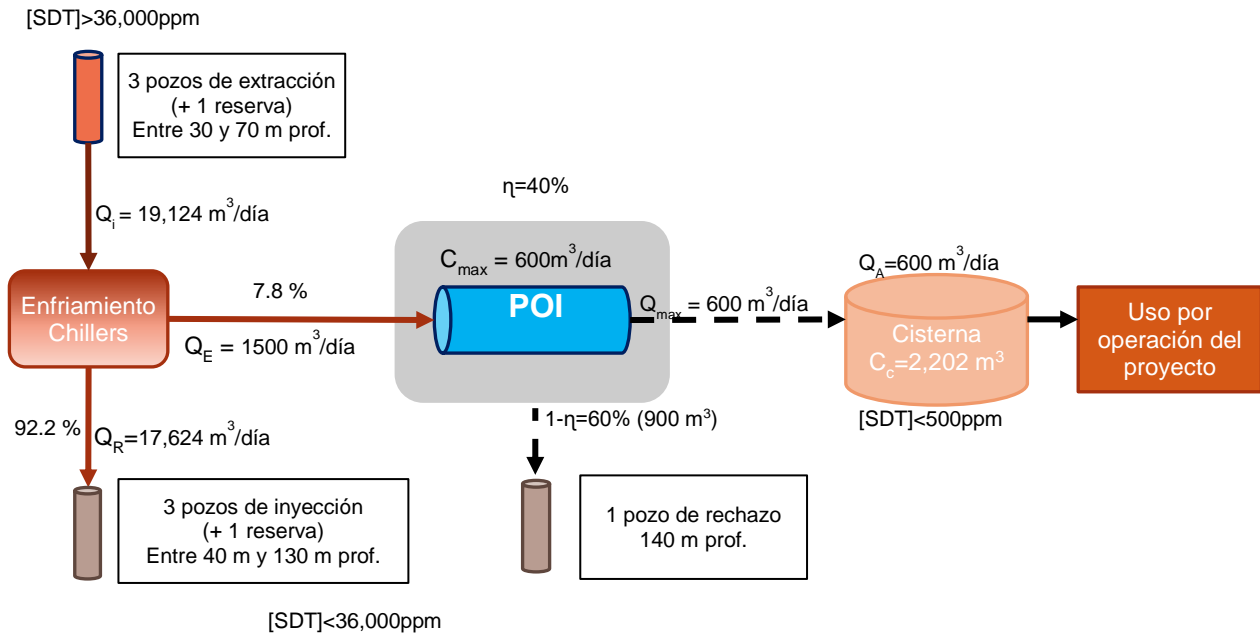 [SDT]>36,000ppm
3 pozos de extracción
(+ 1 reserva)
Entre 30 y 70 m prof.
Qi = 19,124 m³/día
η=40%
Cmax = 600m³/día
QA=600 m³/día
Enfriamiento
Chillers
7.8 %
QE = 1500 m³/día
POI
Qmax = 600 m³/día
Cisterna
Cc=2,202 m³
Uso por
operación del
proyecto
92.2 %
QR=17,624 m³/día
1-η=60% (900 m³)
[SDT]<500ppm
3 pozos de inyección
(+ 1 reserva)
Entre 40 m y 130 m prof.
1 pozo de rechazo
140 m prof.
[SDT]<36,000ppm